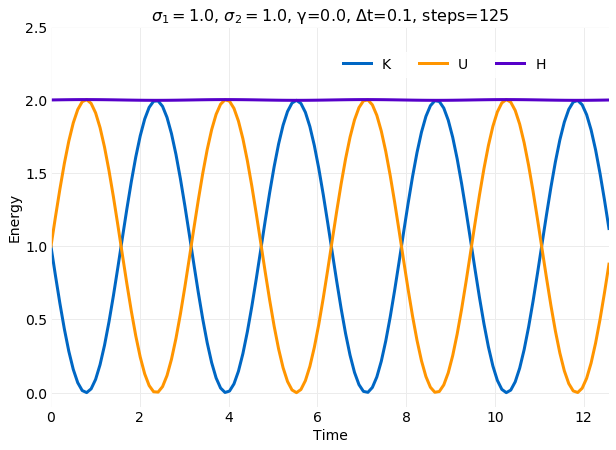 σ₁ = 1.0, σ₂ = 1.0, γ=0.0, Δt=0.1, steps=125
K U H
Energy
2.5
2.0
1.5
1.0
0.5
0.0
0 2 4 6 8 10 12
Time